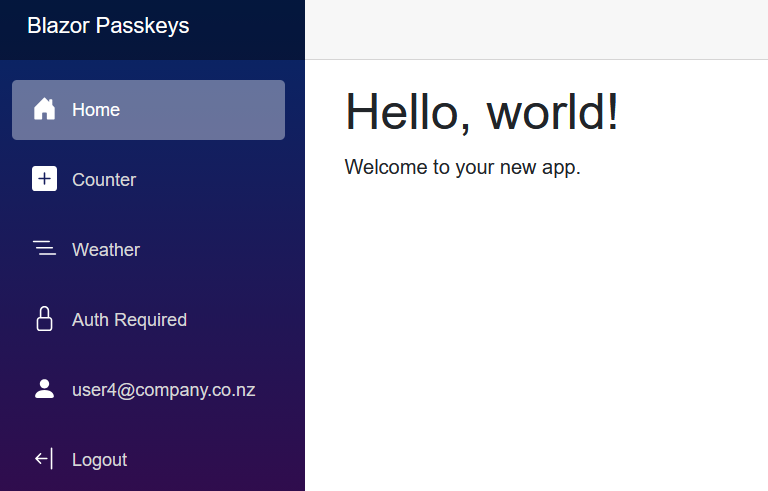 Blazor Passkeys
Home
Counter
Weather
Auth Required
user4@company.co.nz
Logout
Hello, world!
Welcome to your new app.